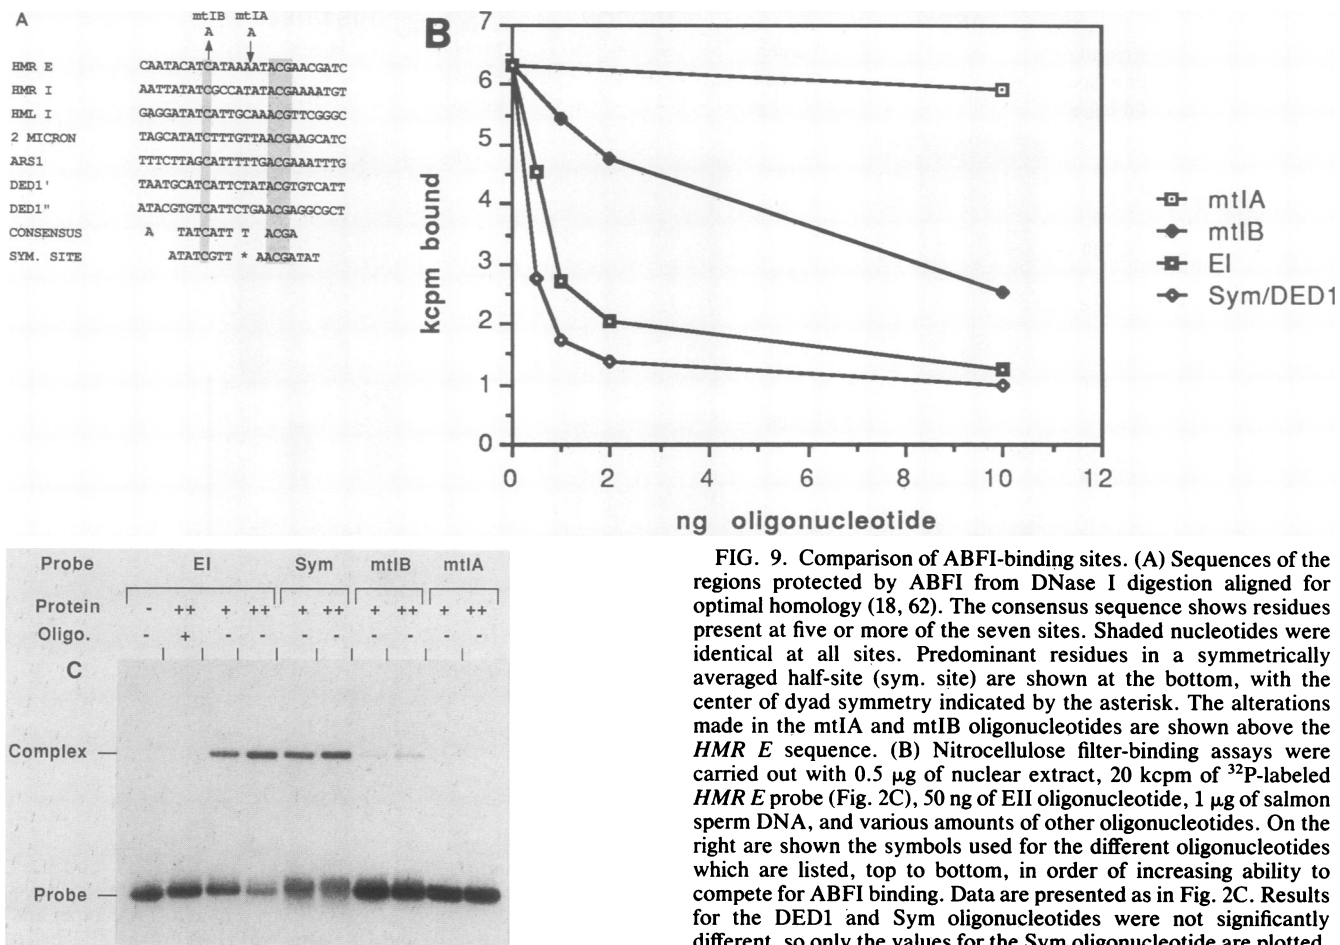 A
mtIB mtIA
A A
HMR E CAATACATCATAAAATACGAACGATC
HMR I AATTATATCGCCATATACGAAAATGT
HML I GAGGATATCATTGCAAACGTTCGGGC
2 MICRON TAGCATATCTTTGTTAACGAAGCATC
ARS1 TTTCTTAGCATTTTTGACGAAATTTG
DED1' TAATGCATCATTCTATACGTGTCATT
DED1" ATACGTGTCATTCTGAACGAGGCGCT
CONSENSUS A TATCATT T ACG
SYM. SITE ATATCGTT * AACGATAT
B
7
6
5
4
3
2
1
0
kcpm bound
0 2 4 6 8 10 12
ng oligonucleotide
mtIA
mtIB
EI
Sym/DED1
Probe EI Sym mtIB mtIA
Protein - ++ + ++ + ++ + ++ + ++
Oligo. - + - - - - - - - -
C
Complex
Probe
FIG. 9. Comparison of ABFI-binding sites. (A) Sequences of the
regions protected by ABFI from DNase I digestion aligned for
optimal homology (18, 62). The consensus sequence shows residues
present at five or more of the seven sites. Shaded nucleotides were
identical at all sites. Predominant residues in a symmetrically
averaged half-site (sym. site) are shown at the bottom, with the
center of dyad symmetry indicated by the asterisk. The alterations
made in the mtIA and mtIB oligonucleotides are shown above the
HMR E sequence. (B) Nitrocellulose filter-binding assays were
carried out with 0.5 µg of nuclear extract, 20 kcpm of ³²P-labeled
HMR E probe (Fig. 2C), 50 ng of EII oligonucleotide, 1 µg of salmon
sperm DNA, and various amounts of other oligonucleotides. On the
right are shown the symbols used for the different oligonucleotides
which are listed, top to bottom, in order of increasing ability to
compete for ABFI binding. Data are presented as in Fig. 2C. Results
for the DED1 and Sym oligonucleotides were not significantly
different, so only the values for the Sym oligonucleotide are plotted.